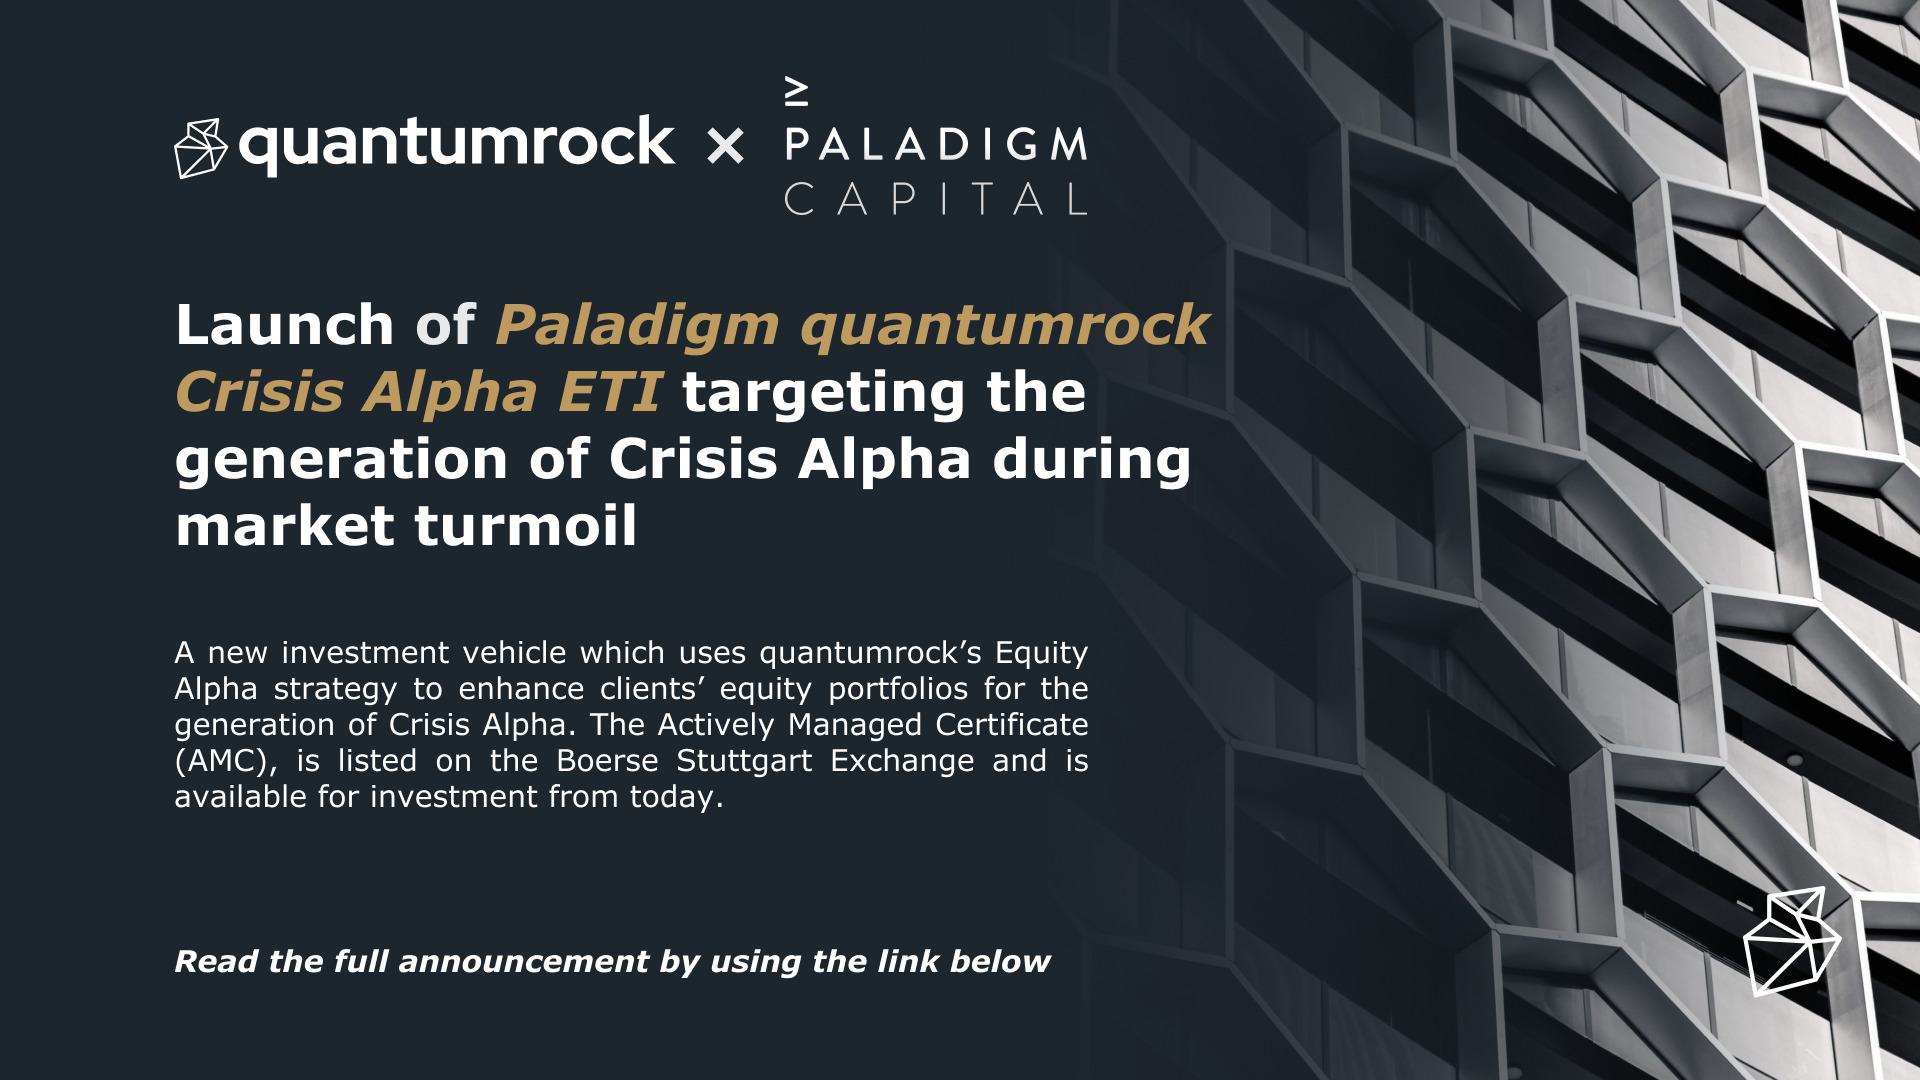 quantumrock × ≥ PALADIGM
CAPITAL
Launch of Paladigm quantumrock
Crisis Alpha ETI targeting the
generation of Crisis Alpha during
market turmoil
A new investment vehicle which uses quantumrock’s Equity
Alpha strategy to enhance clients’ equity portfolios for the
generation of Crisis Alpha. The Actively Managed Certificate
(AMC), is listed on the Boerse Stuttgart Exchange and is
available for investment from today.
Read the full announcement by using the link below